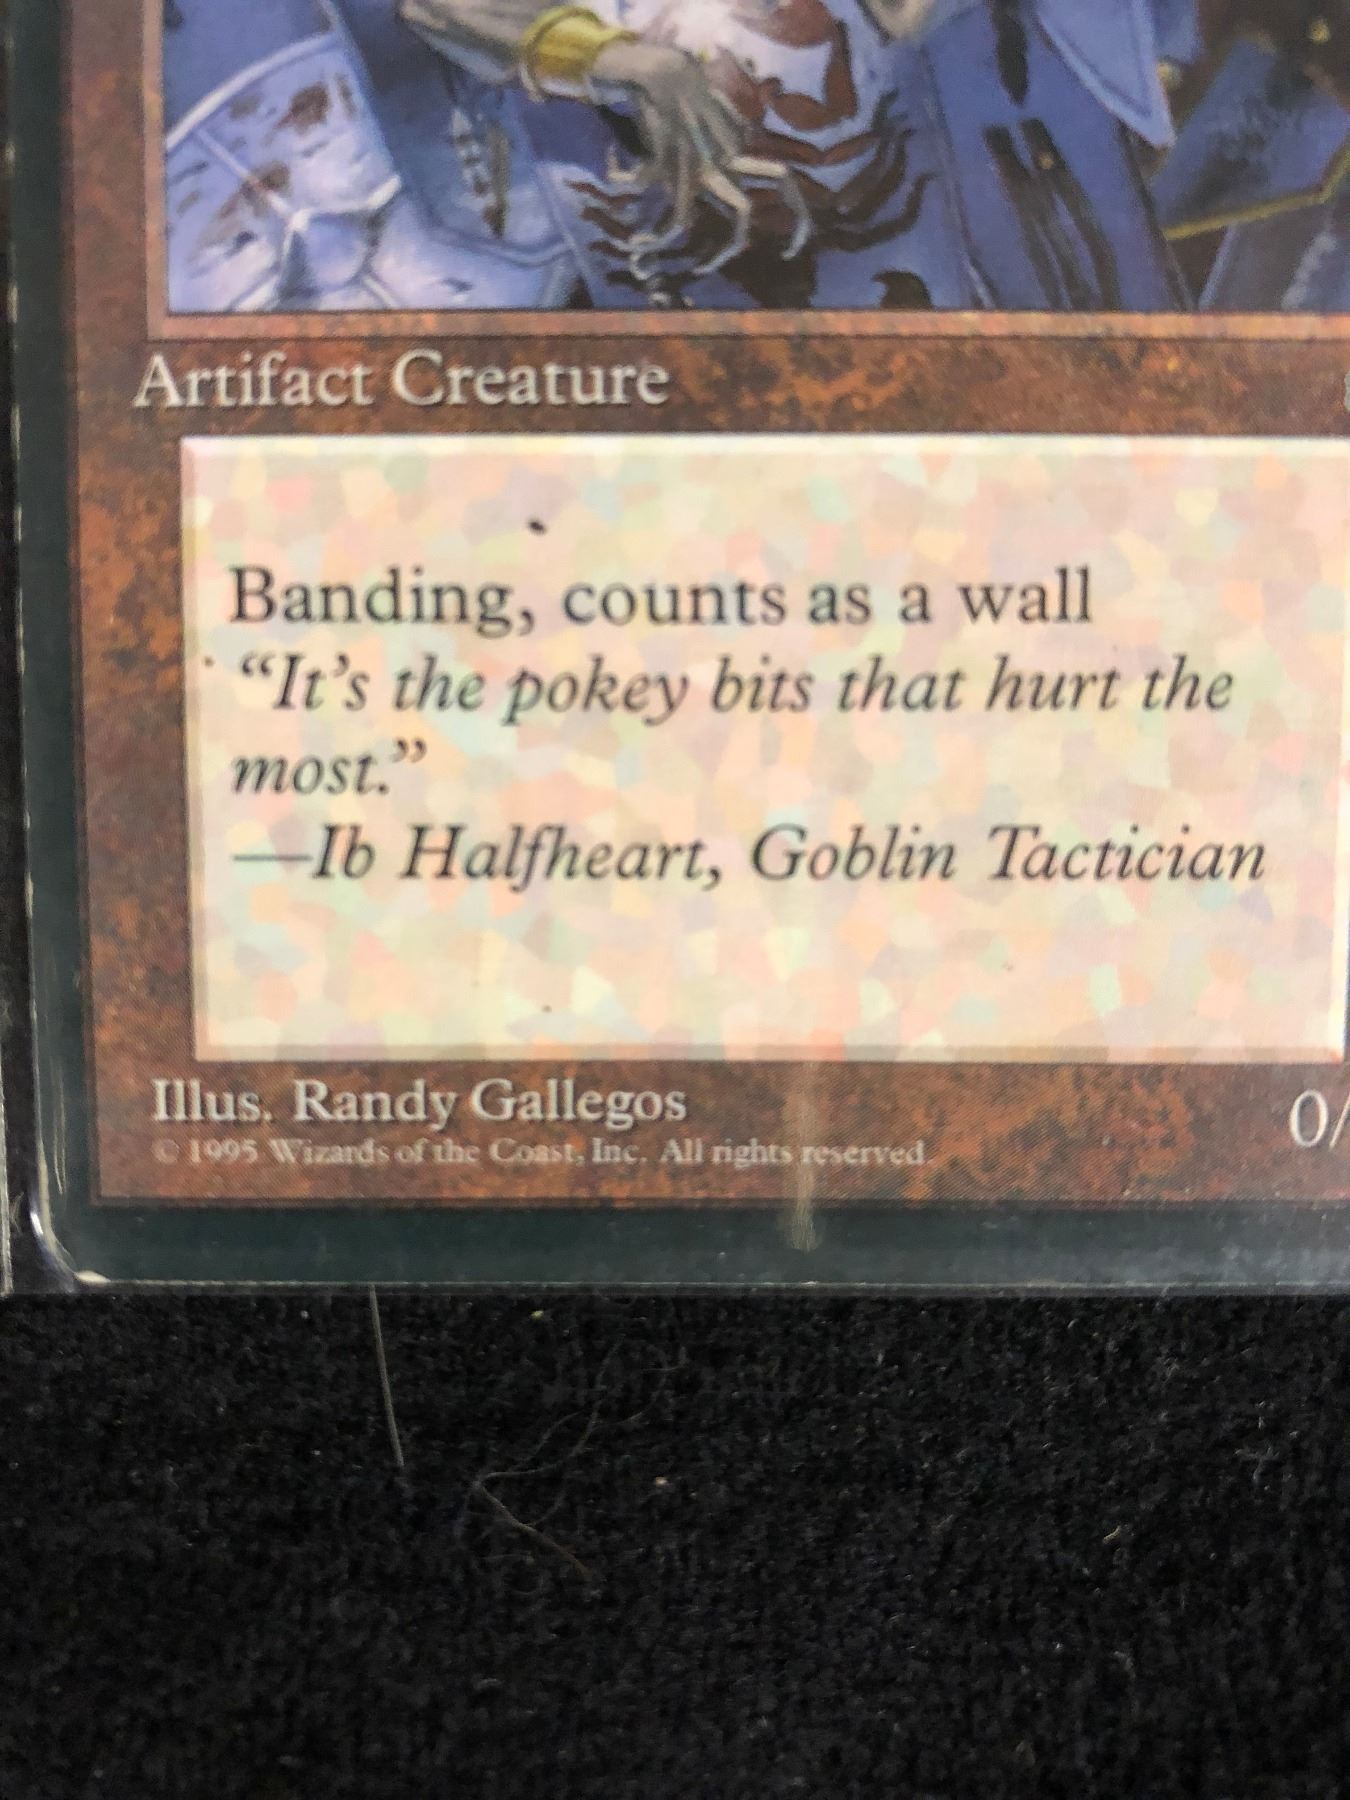 Artifact Creature
Banding, counts as a wall
“It’s the pokey bits that hurt the
most.”
—Ib Halfheart, Goblin Tactician
Illus. Randy Gallegos
0/
© 1995 Wizards of the Coast, Inc. All rights reserved.